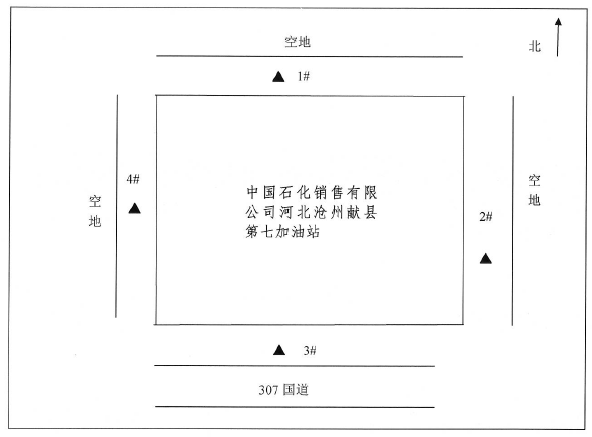 空地
北
1#
4#
空地
中国石化销售有限
公司河北沧州献县
第七加油站
2#
空地
3#
307 国道